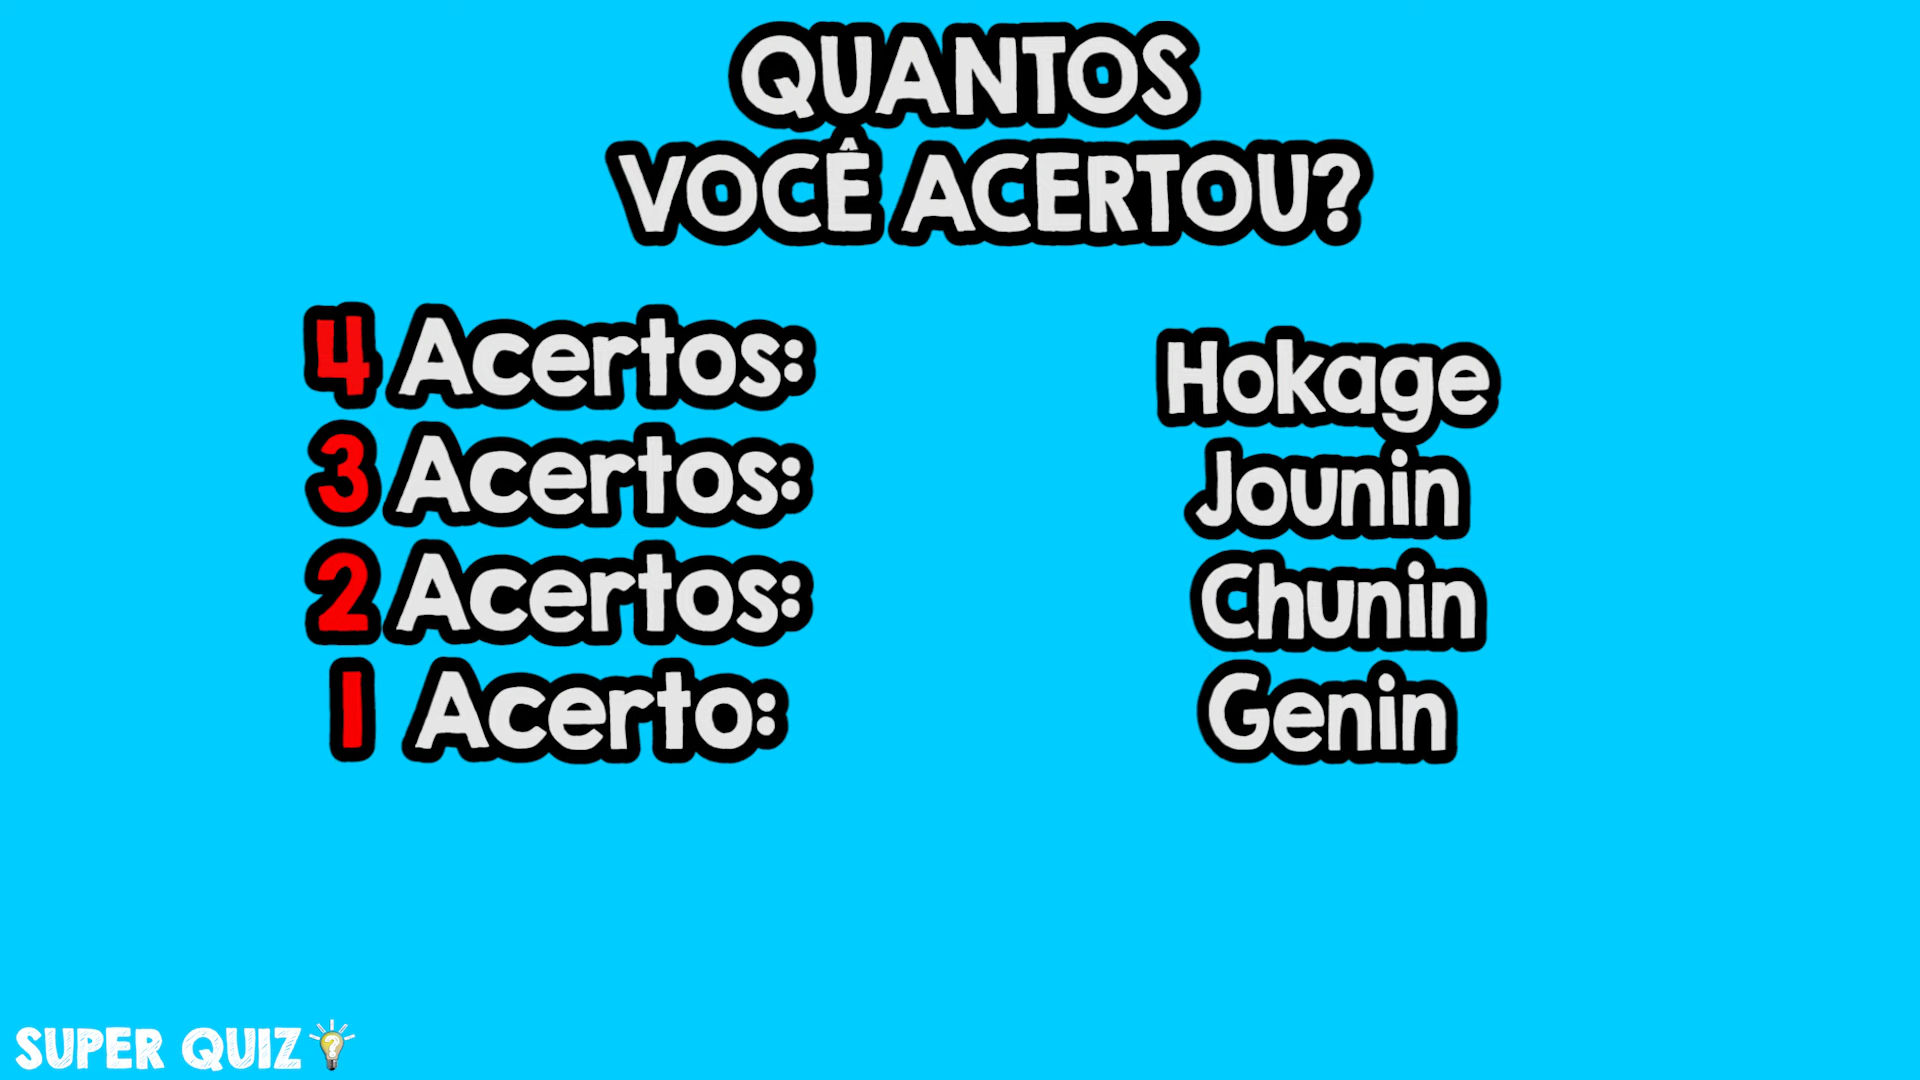 QUANTOS
VOCÊ ACERTOU?
4 Acertos: Hokage
3 Acertos: Jounin
2 Acertos: Chunin
1 Acerto: Genin
SUPER QUIZ